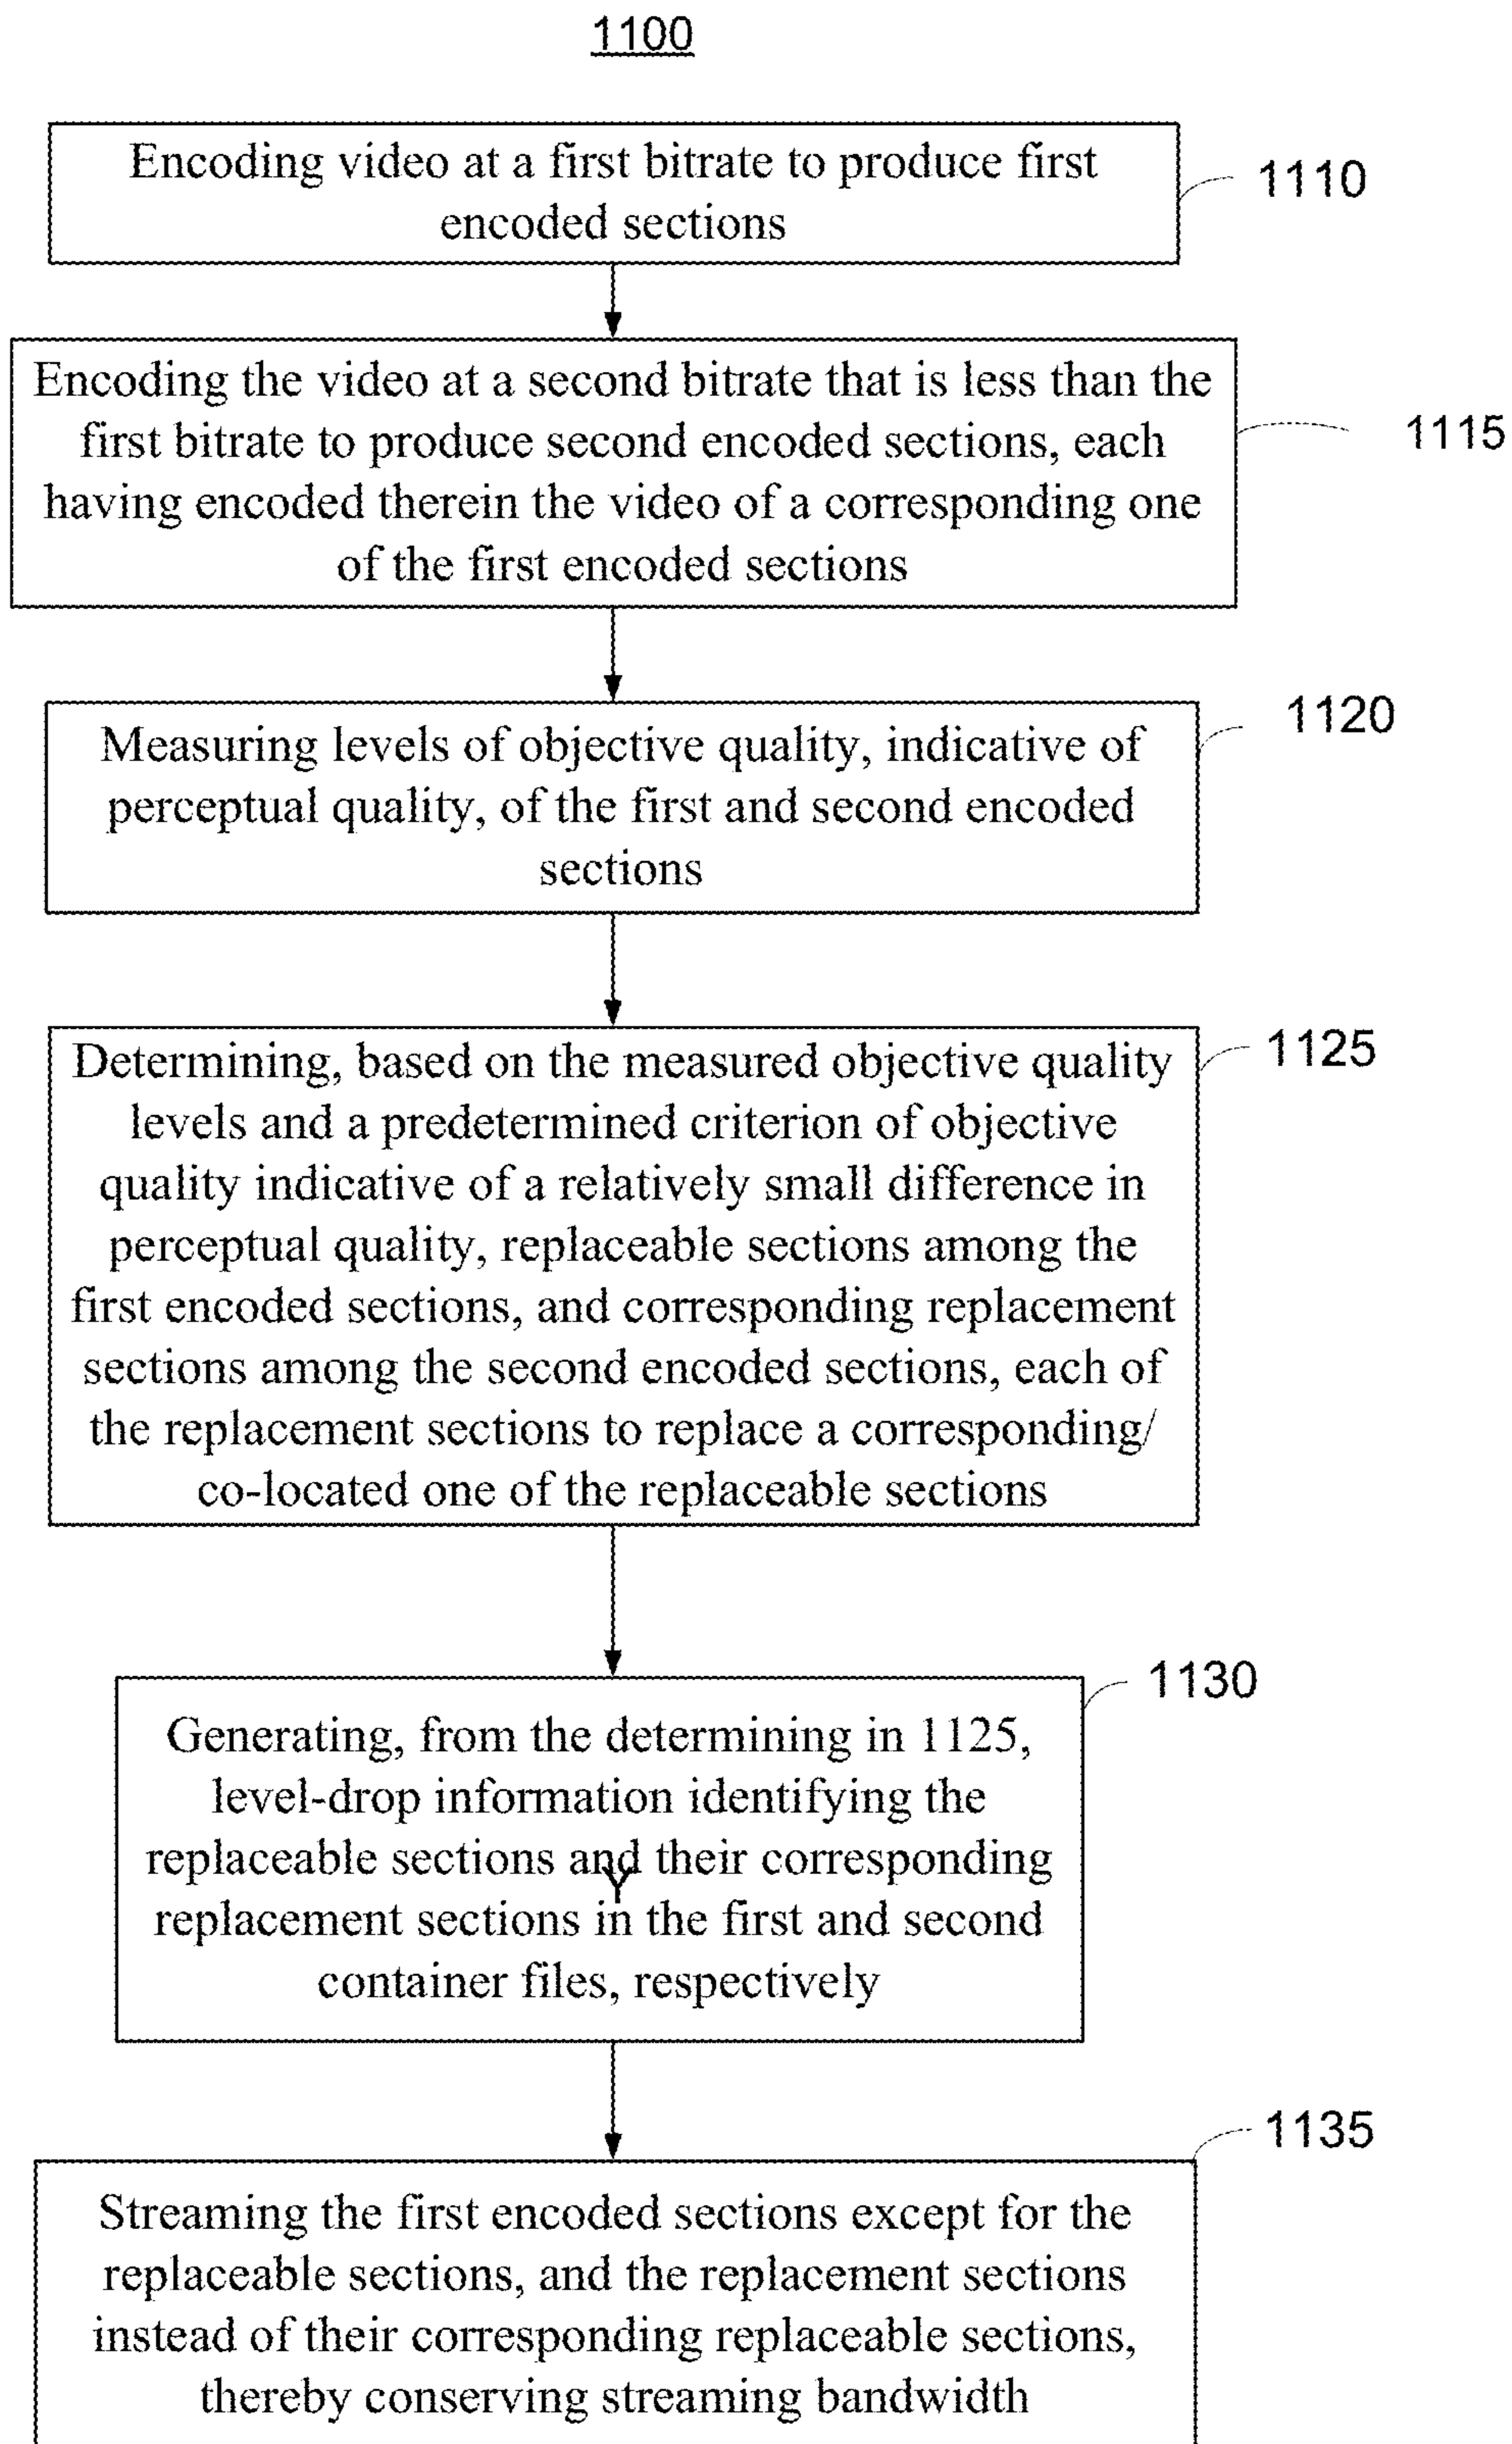 1100
Encoding video at a first bitrate to produce first
encoded sections
1110
Encoding the video at a second bitrate that is less than the
first bitrate to produce second encoded sections, each
having encoded therein the video of a corresponding one
of the first encoded sections
1115
Measuring levels of objective quality, indicative of
perceptual quality, of the first and second encoded
sections
1120
Determining, based on the measured objective quality
levels and a predetermined criterion of objective
quality indicative of a relatively small difference in
perceptual quality, replaceable sections among the
first encoded sections, and corresponding replacement
sections among the second encoded sections, each of
the replacement sections to replace a corresponding/
co-located one of the replaceable sections
1125
Generating, from the determining in 1125,
level-drop information identifying the
replaceable sections and their corresponding
Y
replacement sections in the first and second
container files, respectively
1130
Streaming the first encoded sections except for the
replaceable sections, and the replacement sections
instead of their corresponding replaceable sections,
thereby conserving streaming bandwidth
1135